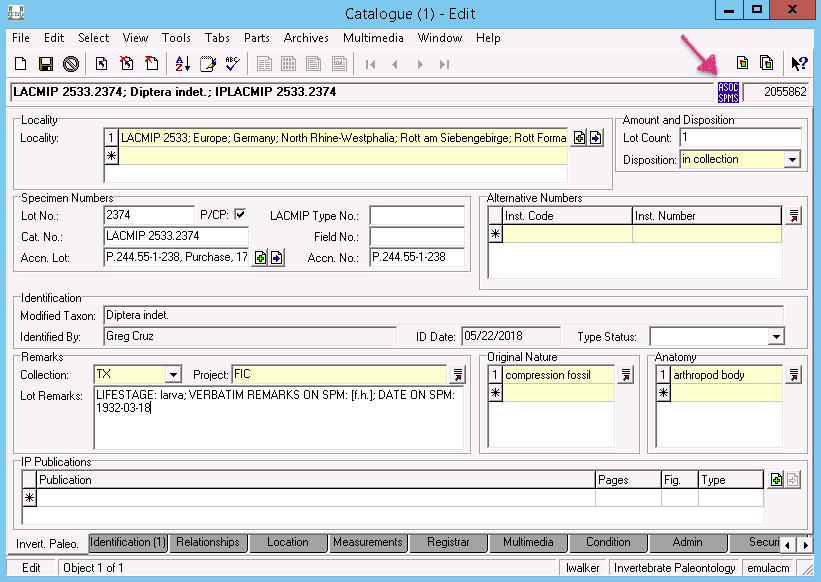 Catalogue (1) - Edit
File Edit Select View Tools Tabs Parts Archives Multimedia Window Help
LACMIP 2533.2374; Diptera indet.; IPLACMIP 2533.2374 ASOC SPMS 2055862
Locality
Locality: 1 LACMIP 2533; Europe; Germany; North Rhine-Westphalia; Rott am Siebengebirge; Rott Forma
Amount and Disposition
Lot Count: 1
Disposition: in collection
Specimen Numbers
Lot No.: 2374 P/CP: LACMIP Type No.:
Cat. No.: LACMIP 2533.2374 Field No.:
Accn. Lot: P.244.55-1-238, Purchase, 17 Accn. No.: P.244.55-1-238
Alternative Numbers
Inst. Code Inst. Number
Identification
Modified Taxon: Diptera indet.
Identified By: Greg Cruz ID Date: 05/22/2018 Type Status:
Remarks
Collection: TX Project: FIC
Lot Remarks: LIFESTAGE: larva; VERBATIM REMARKS ON SPM: [f.h.]; DATE ON SPM:
1932-03-18
Original Nature
1 compression fossil
Anatomy
1 arthropod body
IP Publications
Publication Pages Fig. Type
Invert. Paleo. Identification (1) Relationships Location Measurements Registrar Multimedia Condition Admin Securi
Edit Object 1 of 1 lwalker Invertebrate Paleontology emulacm